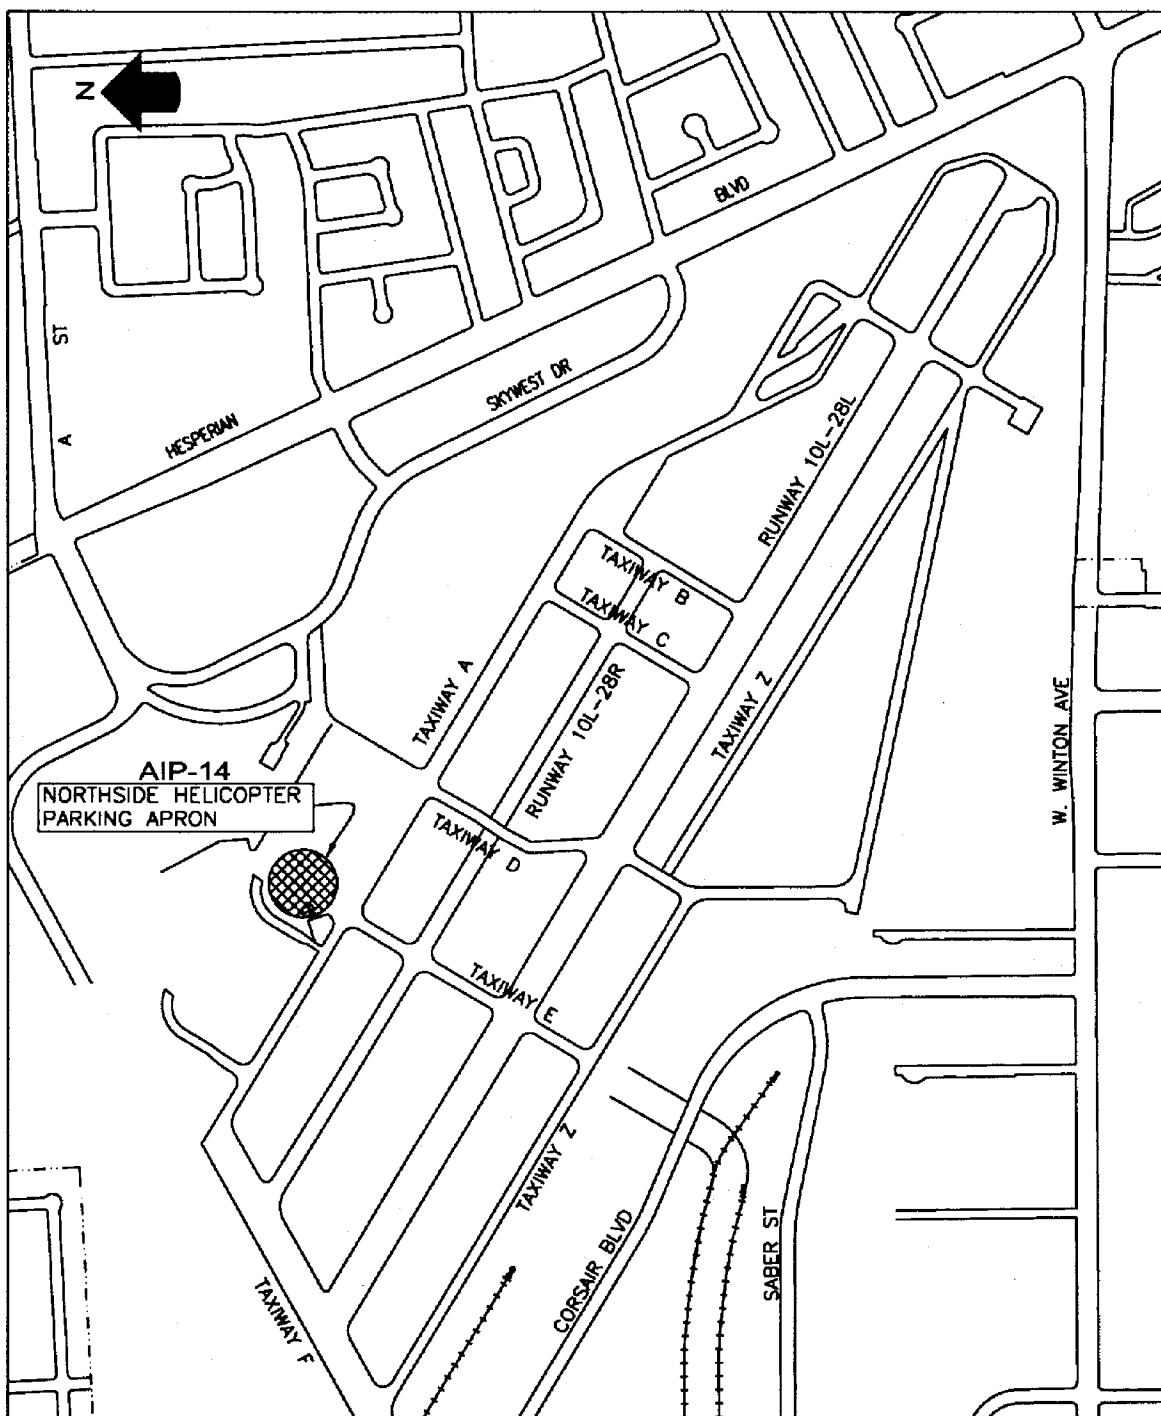 N
BLVD
A ST
SKYWEST DR
HESPERIAN
RUNWAY 10L-28L
TAXIWAY B
TAXIWAY C
TAXIWAY A
RUNWAY 10L-28R
TAXIWAY Z
W. WINTON AVE
AIP-14
NORTHSIDE HELICOPTER
PARKING APRON
TAXIWAY D
TAXIWAY E
TAXIWAY Z
CORSAIR BLVD
SABER ST
TAXIWAY F